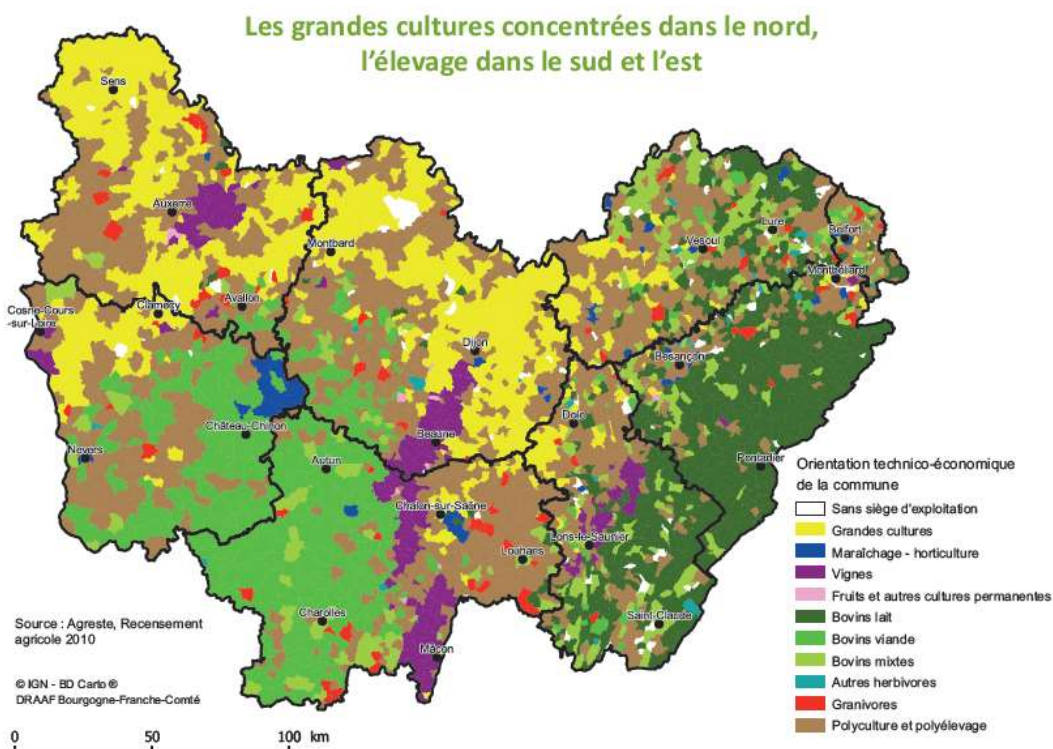 Les grandes cultures concentrées dans le nord,
l'élevage dans le sud et l'est
Sens
Auxerre
Montbard
Vesoul
Lure
Belfort
Montbéliard
Cosne-Cours
-sur-Loire
Clamecy
Avallon
Dijon
Besançon
Château-Chinon
Beaune
Dole
Nevers
Autun
Pontarlier
Chalon-sur-Saône
Louhans
Lons-le-Saunier
Charolles
Saint-Claude
Mâcon
Orientation technico-économique
de la commune
Sans siège d'exploitation
Grandes cultures
Maraîchage - horticulture
Vignes
Fruits et autres cultures permanentes
Bovins lait
Bovins viande
Bovins mixtes
Autres herbivores
Granivores
Polyculture et polyélevage
Source : Agreste, Recensement
agricole 2010
© IGN - BD Carto ®
DRAAF Bourgogne-Franche-Comté
0 50 100 km